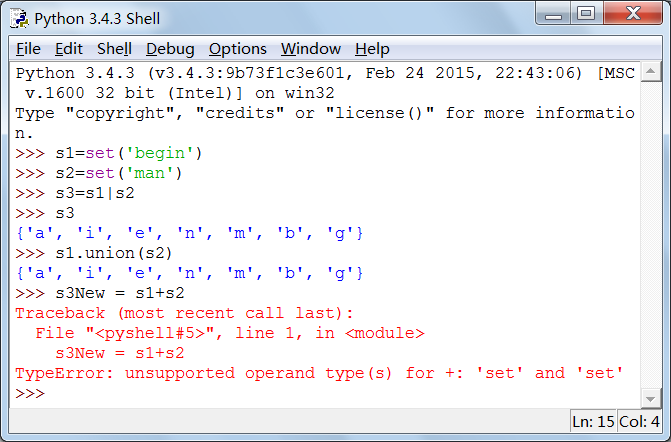 Python 3.4.3 Shell
File Edit Shell Debug Options Window Help
Python 3.4.3 (v3.4.3:9b73f1c3e601, Feb 24 2015, 22:43:06) [MSC
 v.1600 32 bit (Intel)] on win32
Type "copyright", "credits" or "license()" for more informatio
n.
>>> s1=set('begin')
>>> s2=set('man')
>>> s3=s1|s2
>>> s3
{'a', 'i', 'e', 'n', 'm', 'b', 'g'}
>>> s1.union(s2)
{'a', 'i', 'e', 'n', 'm', 'b', 'g'}
>>> s3New = s1+s2
Traceback (most recent call last):
  File "<pyshell#5>", line 1, in <module>
    s3New = s1+s2
TypeError: unsupported operand type(s) for +: 'set' and 'set'
>>>
Ln: 15 Col: 4